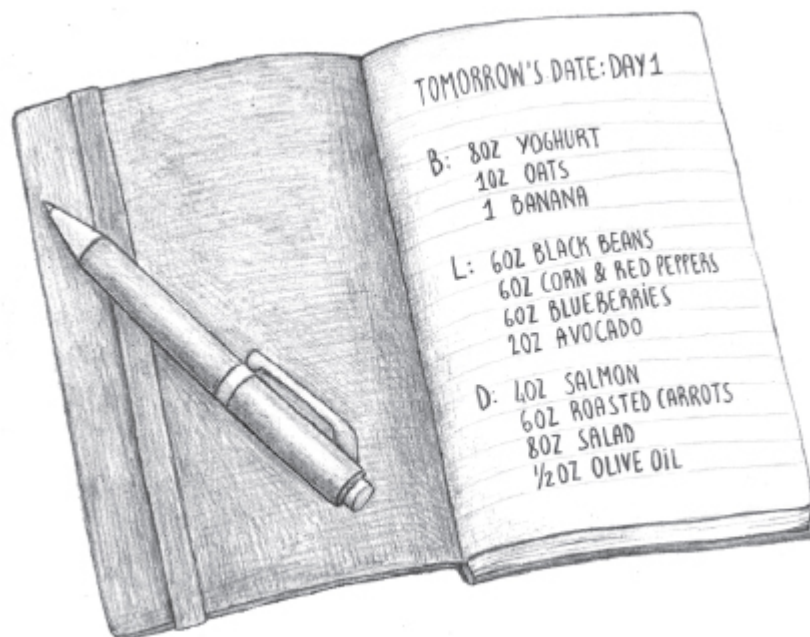 TOMORROW'S DATE: DAY 1
B: 8OZ YOGHURT
1OZ OATS
1 BANANA
L: 6OZ BLACK BEANS
6OZ CORN & RED PEPPERS
6OZ BLUEBERRIES
2OZ AVOCADO
D: 4OZ SALMON
6OZ ROASTED CARROTS
8OZ SALAD
½OZ OLIVE OIL